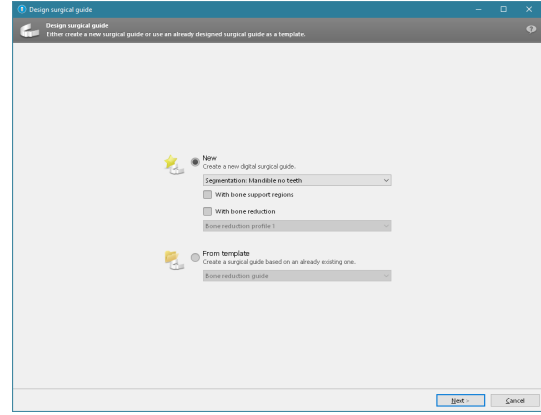 Design surgical guide
Design surgical guide
Either create a new surgical guide or use an already designed surgical guide as a template.
New
Create a new digital surgical guide.
Segmentation: Mandible no teeth
With bone support regions
With bone reduction
Bone reduction profile 1
From template
Create a surgical guide based on an already existing one.
Bone reduction guide
Next >
Cancel